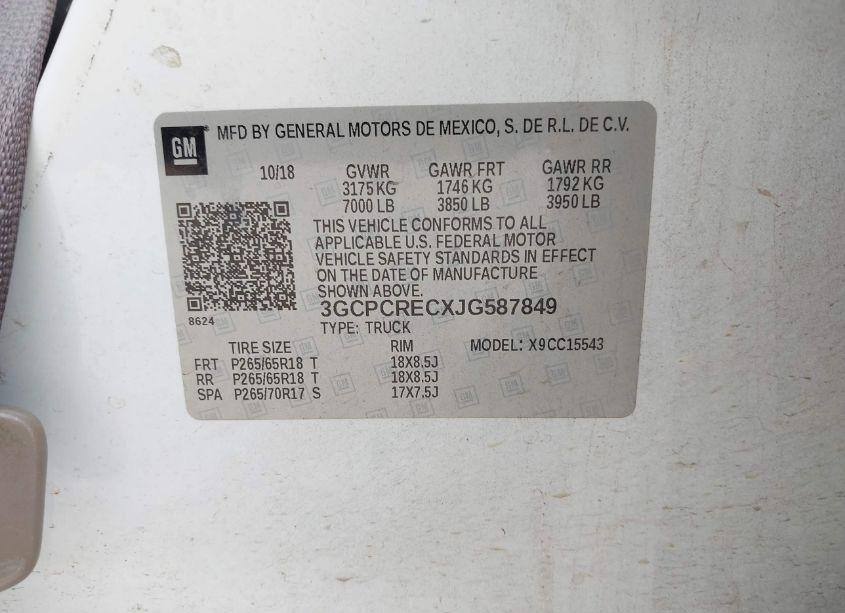 GM® MFD BY GENERAL MOTORS DE MEXICO, S. DE R.L. DE C.V.
10/18 GVWR GAWR FRT GAWR RR
3175 KG 1746 KG 1792 KG
7000 LB 3850 LB 3950 LB
THIS VEHICLE CONFORMS TO ALL
APPLICABLE U.S. FEDERAL MOTOR
VEHICLE SAFETY STANDARDS IN EFFECT
ON THE DATE OF MANUFACTURE
SHOWN ABOVE.
8624
3GCPCRECXJG587849
TYPE: TRUCK
TIRE SIZE RIM MODEL: X9CC15543
FRT P265/65R18 T 18X8.5J
RR P265/65R18 T 18X8.5J
SPA P265/70R17 S 17X7.5J